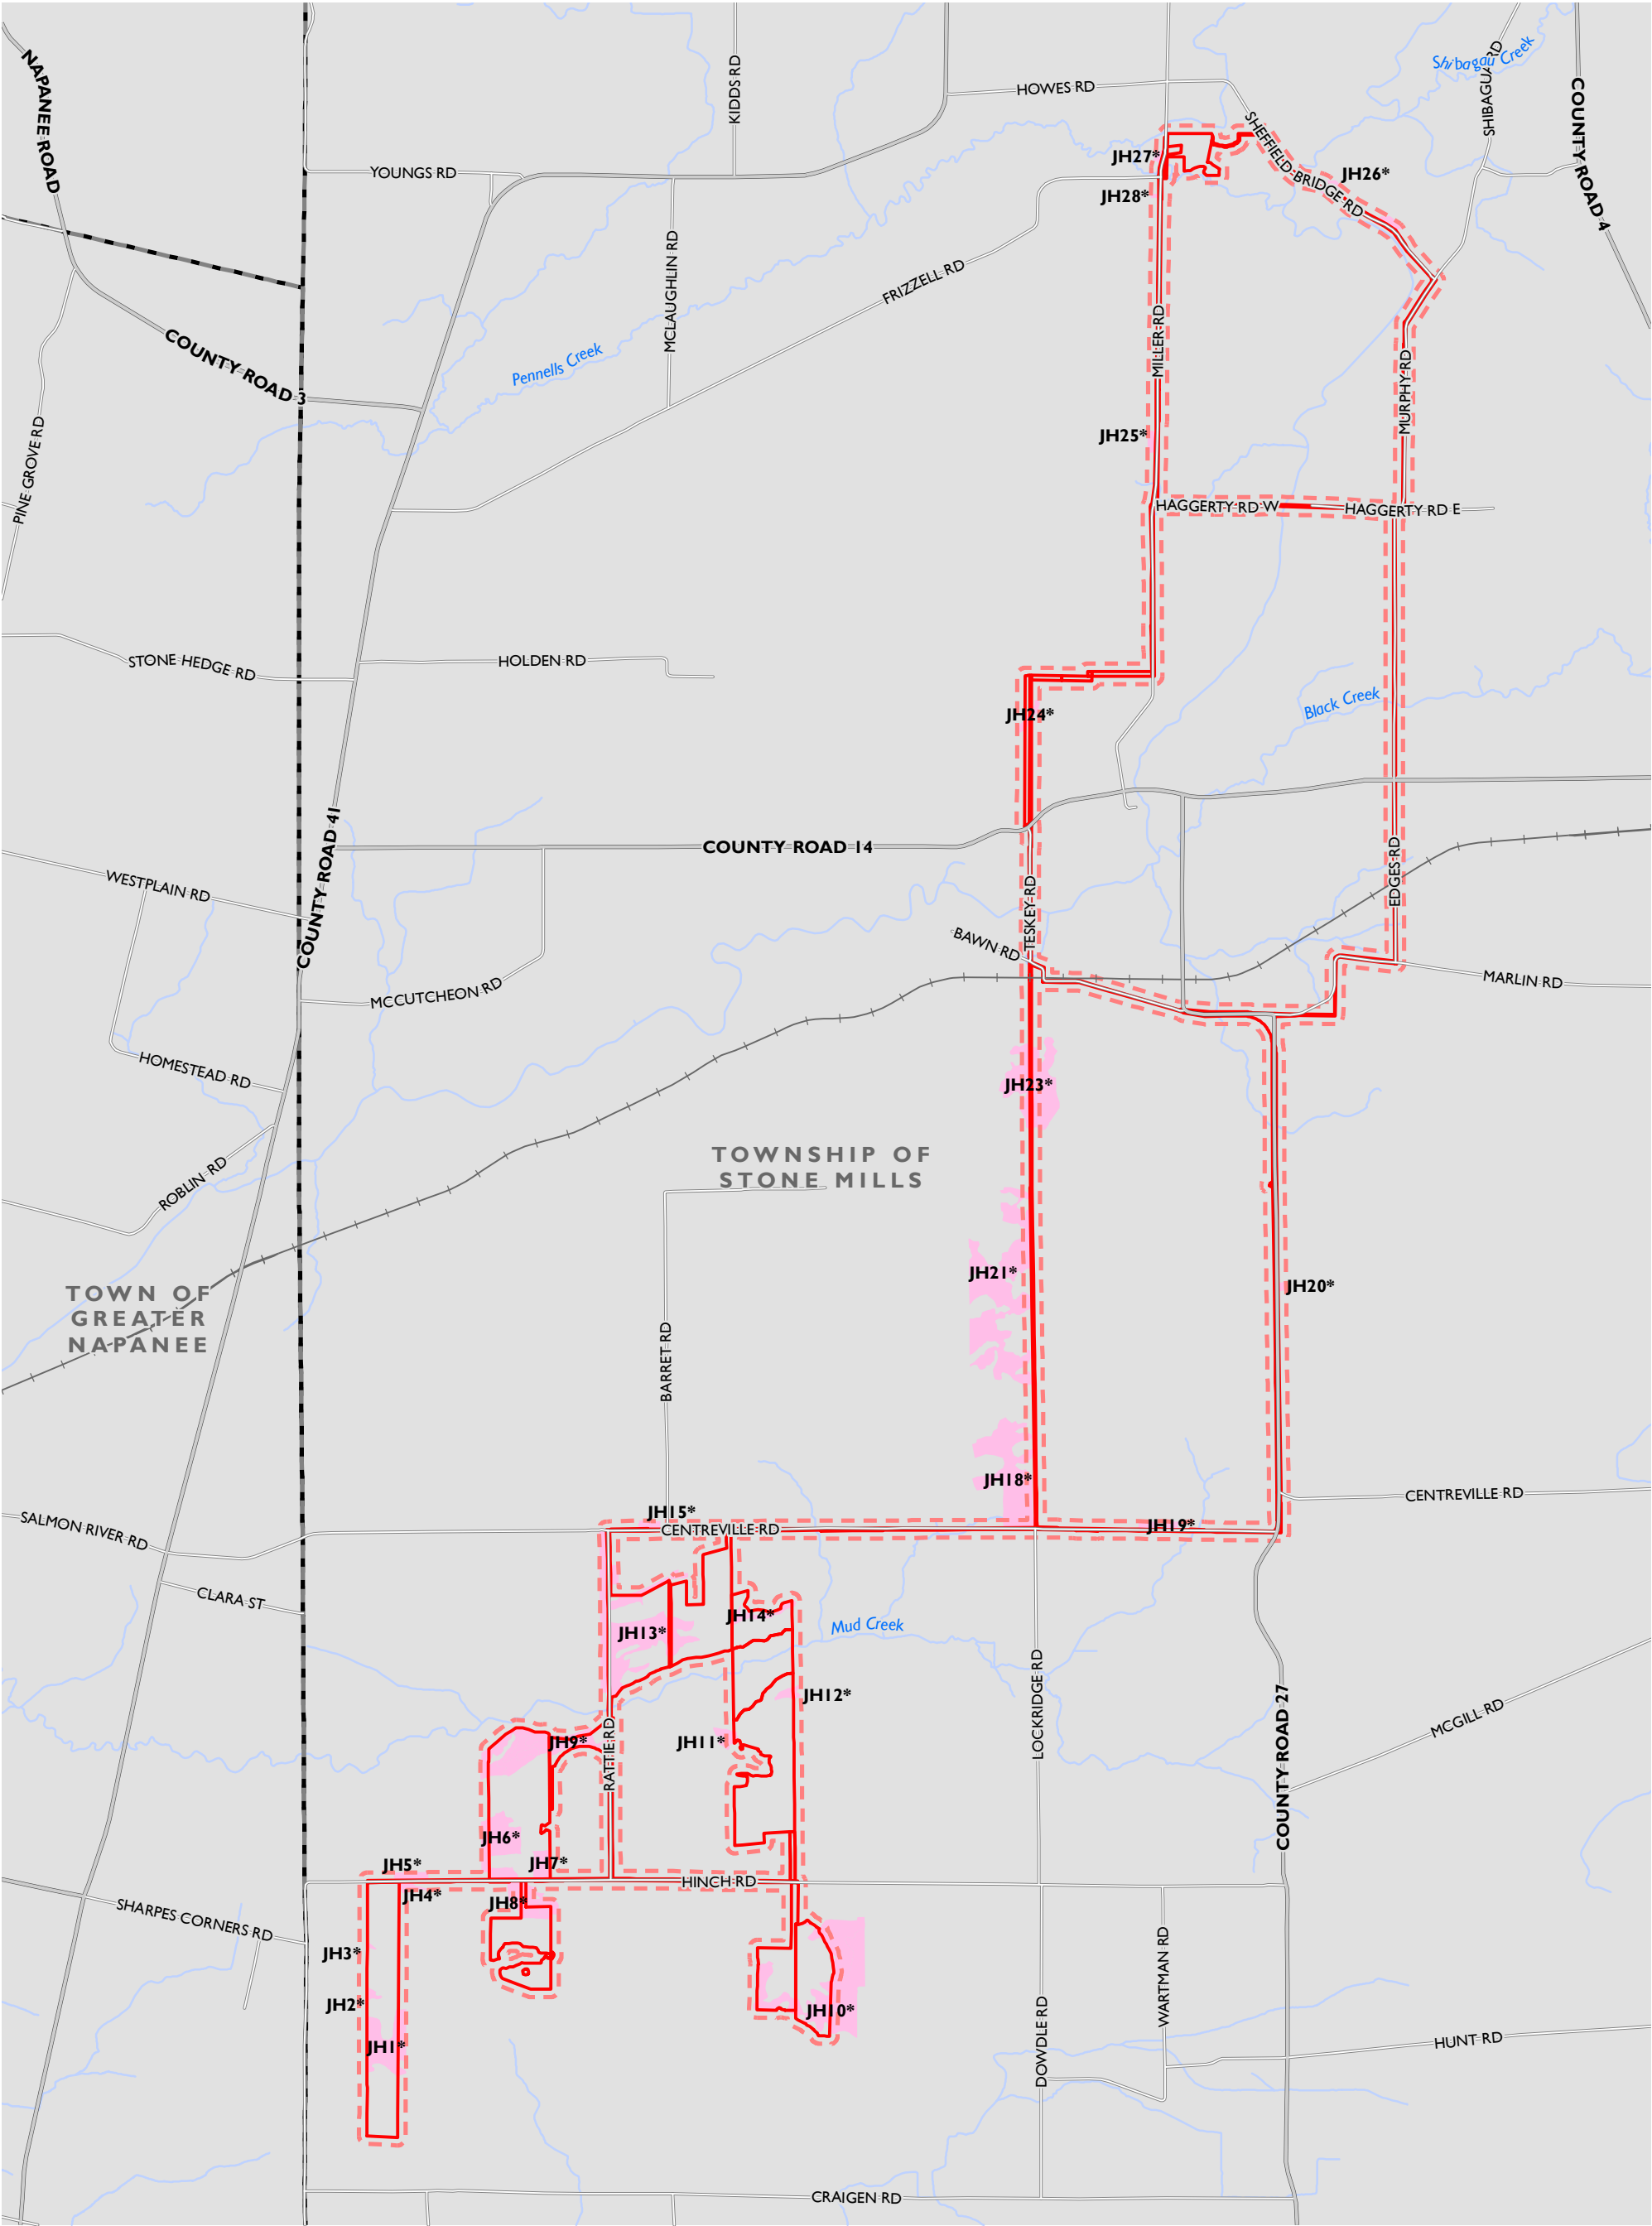 Shibagau Creek
SHIBAGUA RD
NAPANEE ROAD
KIDDS RD
HOWES RD
COUNTY ROAD 4
SHEFFIELD BRIDGE RD
JH27*
YOUNGS RD
JH26*
JH28*
MCLAUGHLIN RD
FRIZZELL RD
MILLER RD
COUNTY ROAD 3
Pennells Creek
MURPHY RD
PINE GROVE RD
JH25*
HAGGERTY RD W
HAGGERTY RD E
STONE HEDGE RD
HOLDEN RD
Black Creek
JH24*
COUNTY ROAD 41
COUNTY ROAD 14
WESTPLAIN RD
EDGES RD
TESKEY RD
BAWN RD
MCCUTCHEON RD
MARLIN RD
HOMESTEAD RD
JH23*
TOWNSHIP OF
STONE MILLS
ROBLIN RD
JH21*
JH20*
TOWN OF
GREATER
NAPANEE
BARRET RD
JH18*
CENTREVILLE RD
JH15*
SALMON RIVER RD
CENTREVILLE RD
JH19*
CLARA ST
JH14*
Mud Creek
JH13*
LOCKRIDGE RD
JH12*
COUNTY ROAD 27
MCGILL RD
JH9*
RATTIE RD
JH11*
JH6*
JH7*
JH5*
HINCH RD
JH4*
JH8*
SHARPES CORNERS RD
JH3*
WARTMAN RD
JH2*
JH10*
JH1*
DOWDLE RD
HUNT RD
CRAIGEN RD